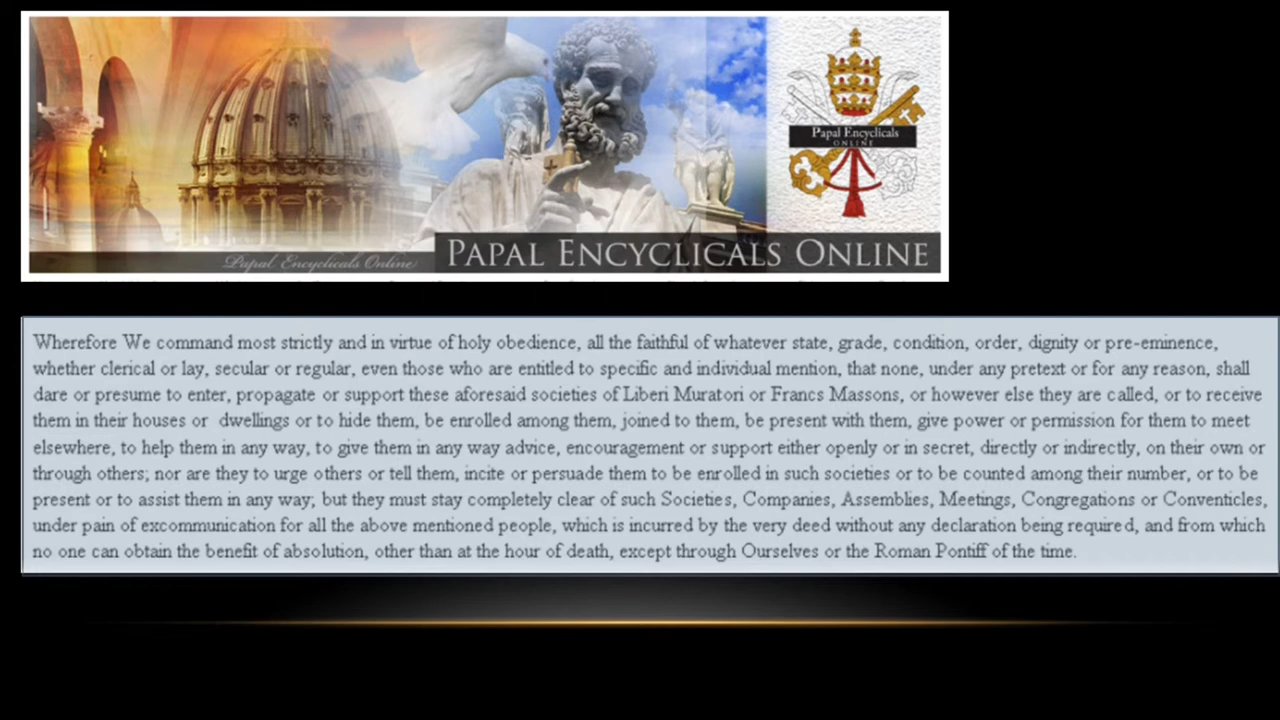 Papal Encyclicals
ONLINE
Papal Encyclicals Online
PAPAL ENCYCLICALS ONLINE
Wherefore We command most strictly and in virtue of holy obedience, all the faithful of whatever state, grade, condition, order, dignity or pre-eminence,
whether clerical or lay, secular or regular, even those who are entitled to specific and individual mention, that none, under any pretext or for any reason, shall
dare or presume to enter, propagate or support these aforesaid societies of Liberi Muratori or Francs Massons, or however else they are called, or to receive
them in their houses or dwellings or to hide them, be enrolled among them, joined to them, be present with them, give power or permission for them to meet
elsewhere, to help them in any way, to give them in any way advice, encouragement or support either openly or in secret, directly or indirectly, on their own or
through others; nor are they to urge others or tell them, incite or persuade them to be enrolled in such societies or to be counted among their number, or to be
present or to assist them in any way; but they must stay completely clear of such Societies, Companies, Assemblies, Meetings, Congregations or Conventicles,
under pain of excommunication for all the above mentioned people, which is incurred by the very deed without any declaration being required, and from which
no one can obtain the benefit of absolution, other than at the hour of death, except through Ourselves or the Roman Pontiff of the time.